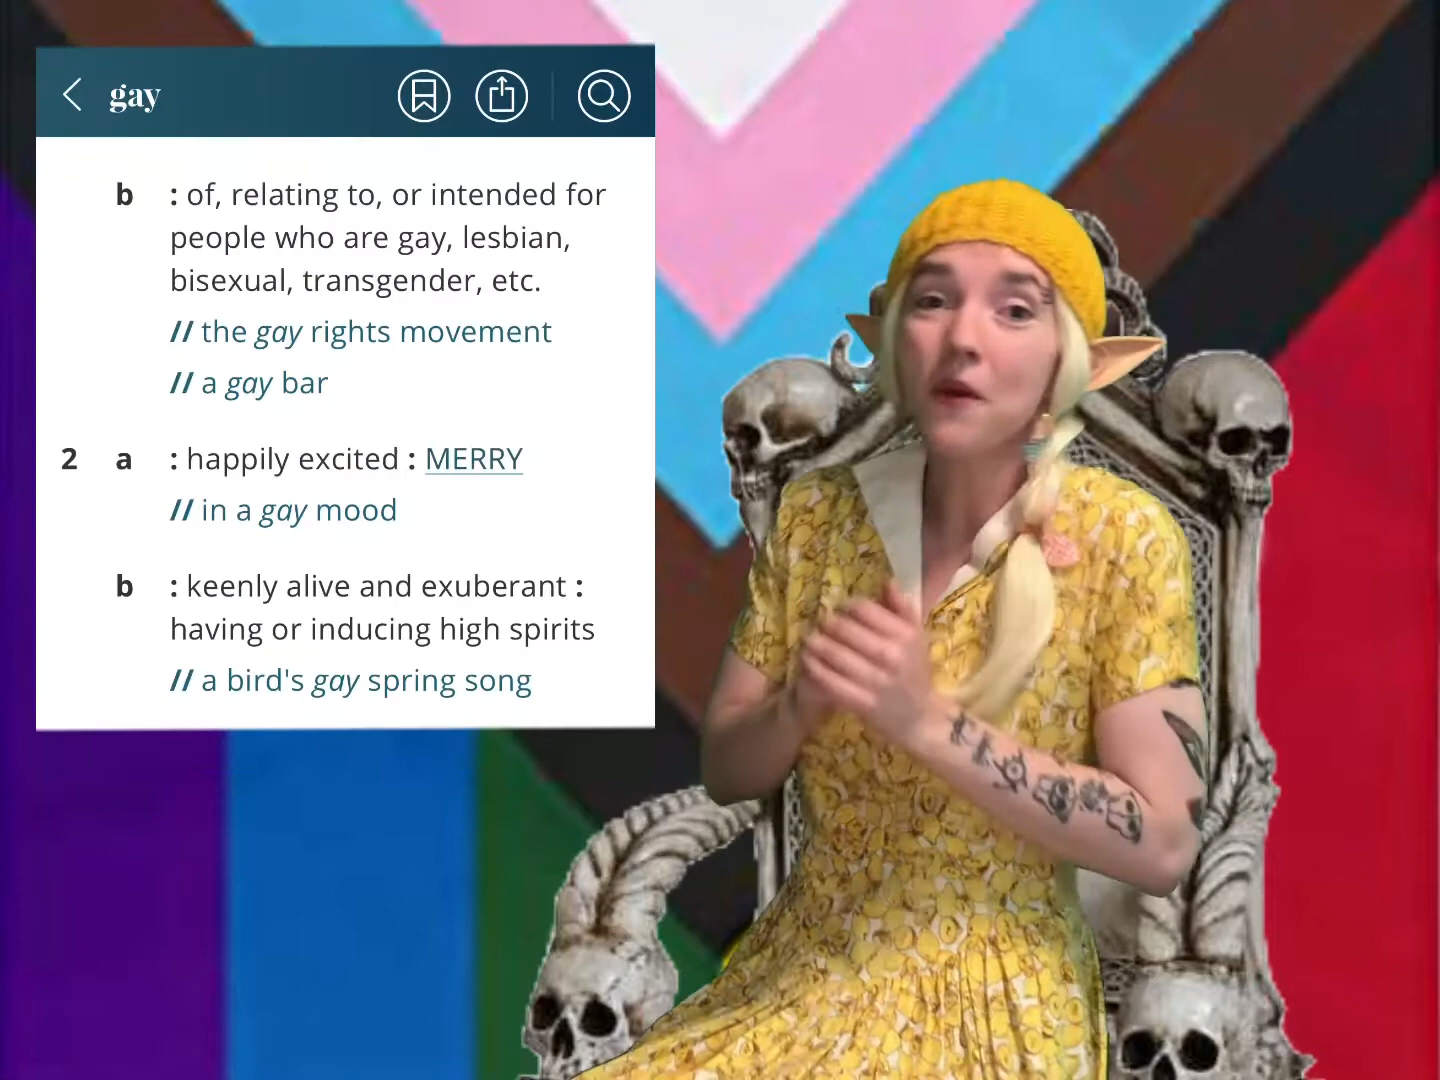 gay
b : of, relating to, or intended for
people who are gay, lesbian,
bisexual, transgender, etc.
// the gay rights movement
// a gay bar
2 a : happily excited : MERRY
// in a gay mood
b : keenly alive and exuberant :
having or inducing high spirits
// a bird's gay spring song